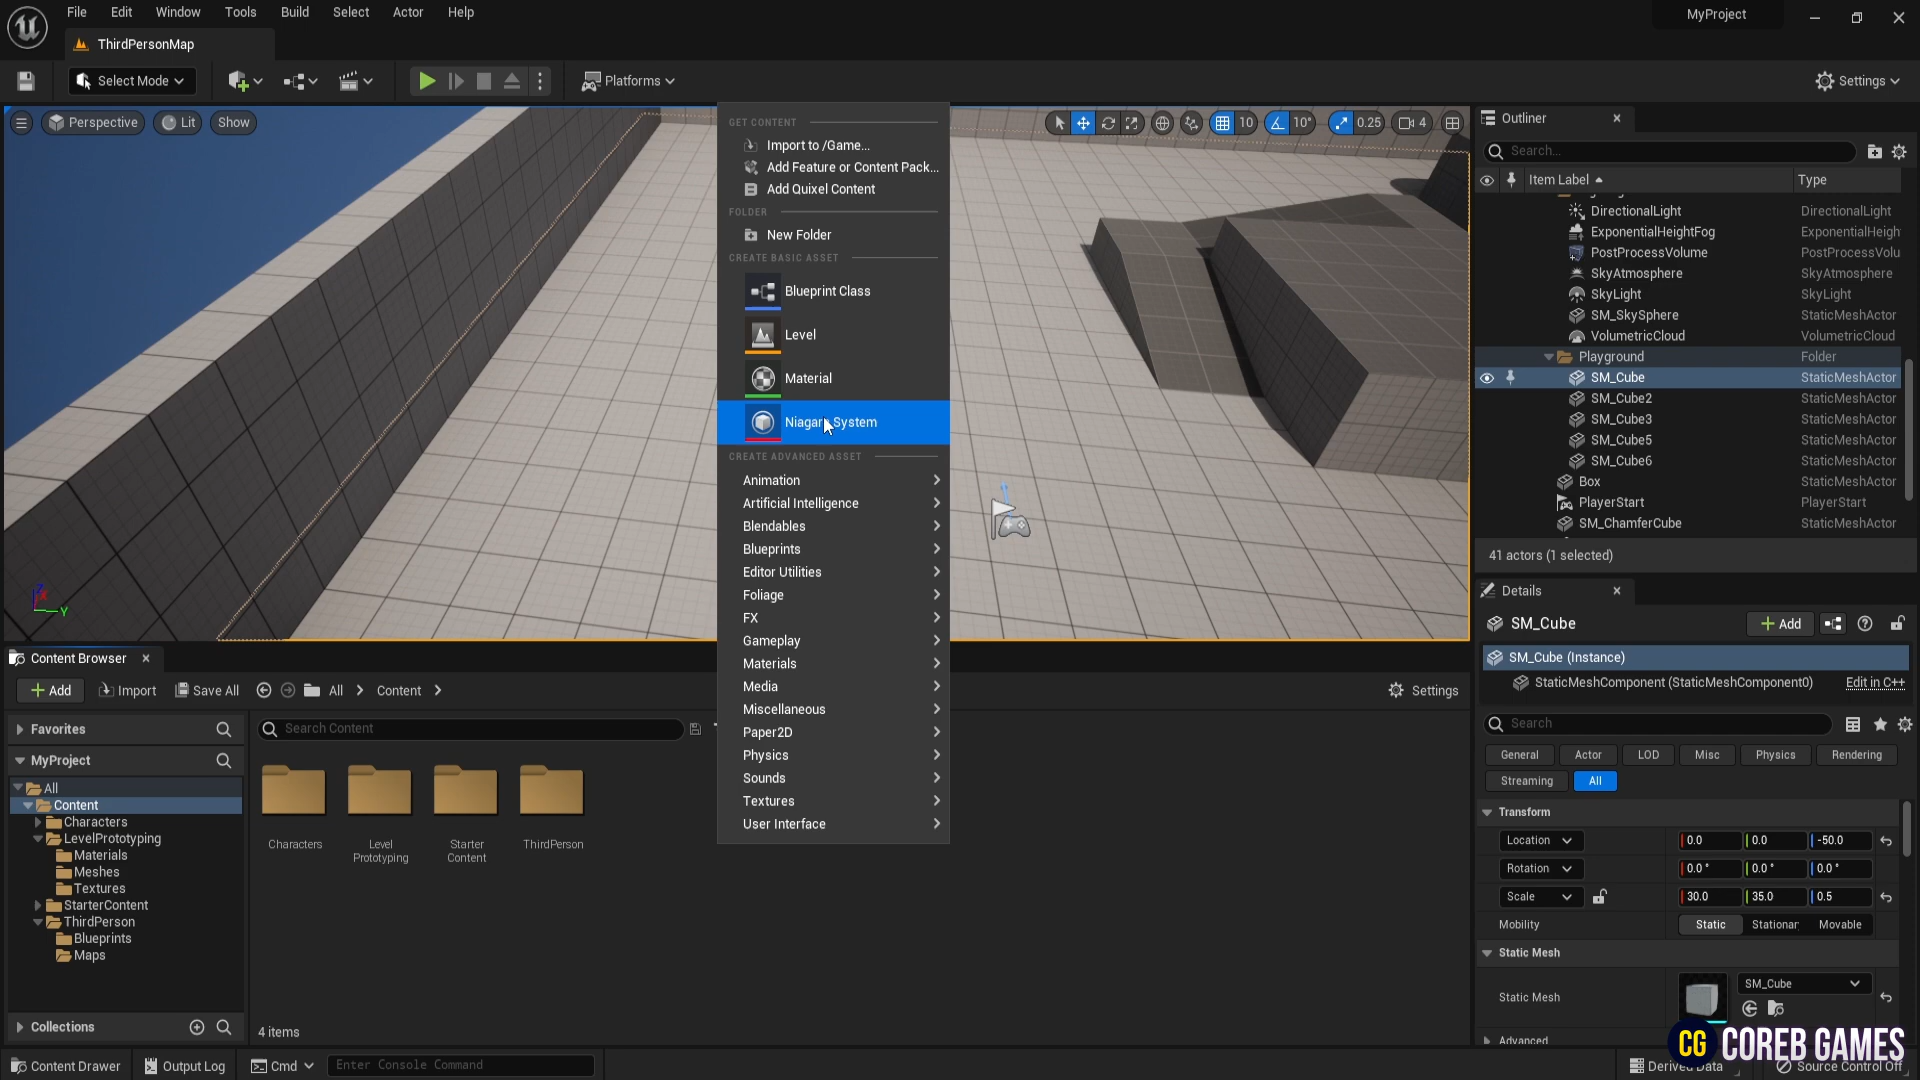 File Edit Window Tools Build Select Actor Help
MyProject
ThirdPersonMap
Select Mode
Platforms
Settings
Perspective Lit Show
10 10° 0.25 4
GET CONTENT
Import to /Game...
Add Feature or Content Pack...
Add Quixel Content
FOLDER
New Folder
CREATE BASIC ASSET
Blueprint Class
Level
Material
Niagara System
CREATE ADVANCED ASSET
Animation
Artificial Intelligence
Blendables
Blueprints
Editor Utilities
Foliage
FX
Gameplay
Materials
Media
Miscellaneous
Paper2D
Physics
Sounds
Textures
User Interface
Outliner
Search...
Item Label Type
DirectionalLight DirectionalLight
ExponentialHeightFog ExponentialHeigh
PostProcessVolume PostProcessVolu
SkyAtmosphere SkyAtmosphere
SkyLight SkyLight
SM_SkySphere StaticMeshActor
VolumetricCloud VolumetricCloud
Playground Folder
SM_Cube StaticMeshActor
SM_Cube2 StaticMeshActor
SM_Cube3 StaticMeshActor
SM_Cube5 StaticMeshActor
SM_Cube6 StaticMeshActor
Box StaticMeshActor
PlayerStart PlayerStart
SM_ChamferCube StaticMeshActor
41 actors (1 selected)
Details
SM_Cube
Add
SM_Cube (Instance)
StaticMeshComponent (StaticMeshComponent0) Edit in C++
Search
General Actor LOD Misc Physics Rendering
Streaming All
Transform
Location 0.0 0.0 -50.0
Rotation 0.0° 0.0° 0.0°
Scale 30.0 35.0 0.5
Mobility Static Stationar Movable
Static Mesh
Static Mesh SM_Cube
Advanced
Content Browser
Add Import Save All All Content
Settings
Favorites
MyProject
All
Content
Characters
LevelPrototyping
Materials
Meshes
Textures
StarterContent
ThirdPerson
Blueprints
Maps
Collections
Search Content
Characters
Level
Prototyping
Starter
Content
ThirdPerson
4 items
Content Drawer Output Log Cmd Enter Console Command
Derived Data Source Control Off
CG COREB GAMES
X
Y